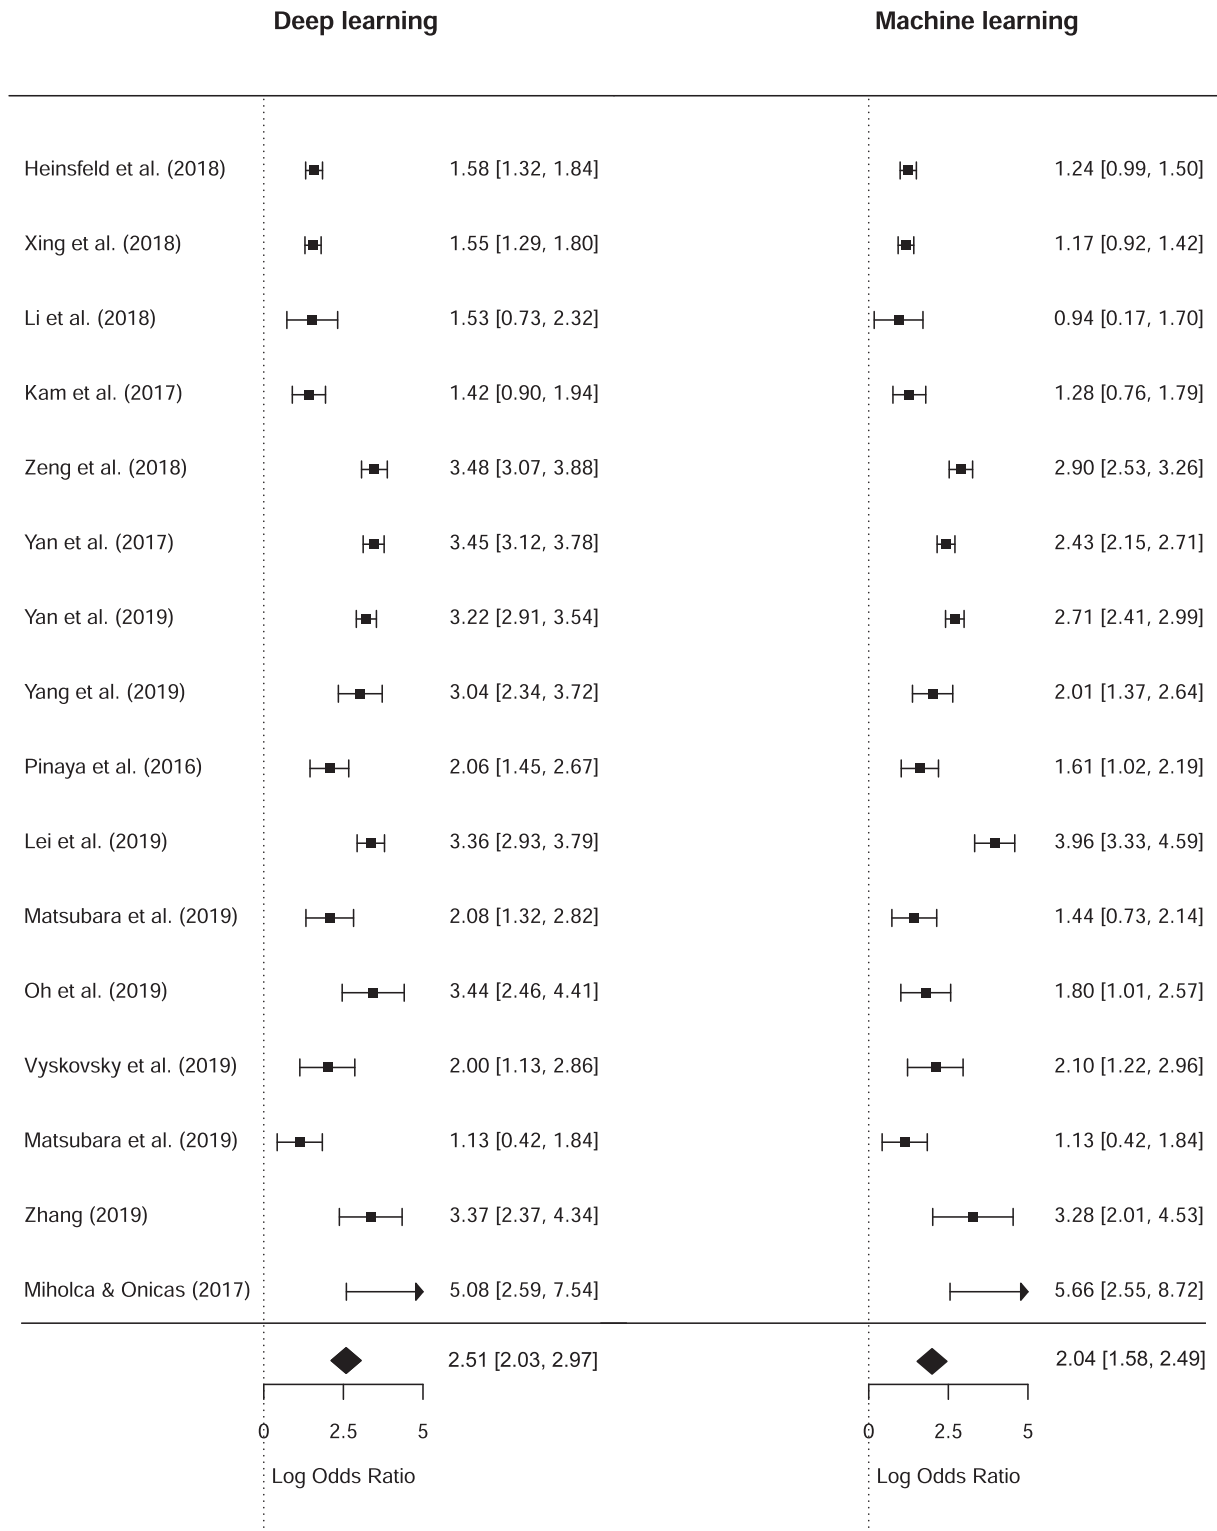 Deep learning Machine learning
Heinsfeld et al. (2018) 1.58 [1.32, 1.84] 1.24 [0.99, 1.50]
Xing et al. (2018) 1.55 [1.29, 1.80] 1.17 [0.92, 1.42]
Li et al. (2018) 1.53 [0.73, 2.32] 0.94 [0.17, 1.70]
Kam et al. (2017) 1.42 [0.90, 1.94] 1.28 [0.76, 1.79]
Zeng et al. (2018) 3.48 [3.07, 3.88] 2.90 [2.53, 3.26]
Yan et al. (2017) 3.45 [3.12, 3.78] 2.43 [2.15, 2.71]
Yan et al. (2019) 3.22 [2.91, 3.54] 2.71 [2.41, 2.99]
Yang et al. (2019) 3.04 [2.34, 3.72] 2.01 [1.37, 2.64]
Pinaya et al. (2016) 2.06 [1.45, 2.67] 1.61 [1.02, 2.19]
Lei et al. (2019) 3.36 [2.93, 3.79] 3.96 [3.33, 4.59]
Matsubara et al. (2019) 2.08 [1.32, 2.82] 1.44 [0.73, 2.14]
Oh et al. (2019) 3.44 [2.46, 4.41] 1.80 [1.01, 2.57]
Vyskovsky et al. (2019) 2.00 [1.13, 2.86] 2.10 [1.22, 2.96]
Matsubara et al. (2019) 1.13 [0.42, 1.84] 1.13 [0.42, 1.84]
Zhang (2019) 3.37 [2.37, 4.34] 3.28 [2.01, 4.53]
Miholca & Onicas (2017) 5.08 [2.59, 7.54] 5.66 [2.55, 8.72]
2.51 [2.03, 2.97] 2.04 [1.58, 2.49]
0 2.5 5 0 2.5 5
Log Odds Ratio Log Odds Ratio